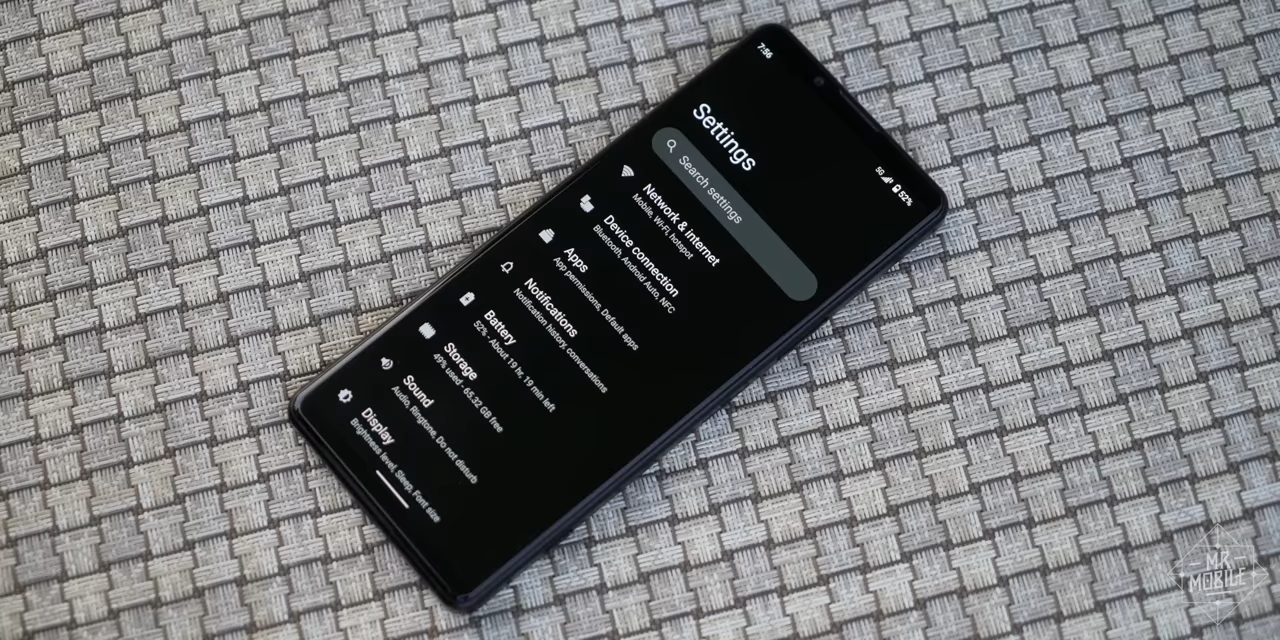 7:56
5G 52%
Settings
Search settings
Network & internet
Mobile, Wi-Fi, hotspot
Device connection
Bluetooth, Android Auto, NFC
Apps
App permissions, Default apps
Notifications
Notification history, conversations
Battery
52% - About 19 hr, 19 min left
Storage
49% used - 65.32 GB free
Sound
Audio, Ringtone, Do not disturb
Display
Brightness level, Sleep, Font size
MR.
MOBILE